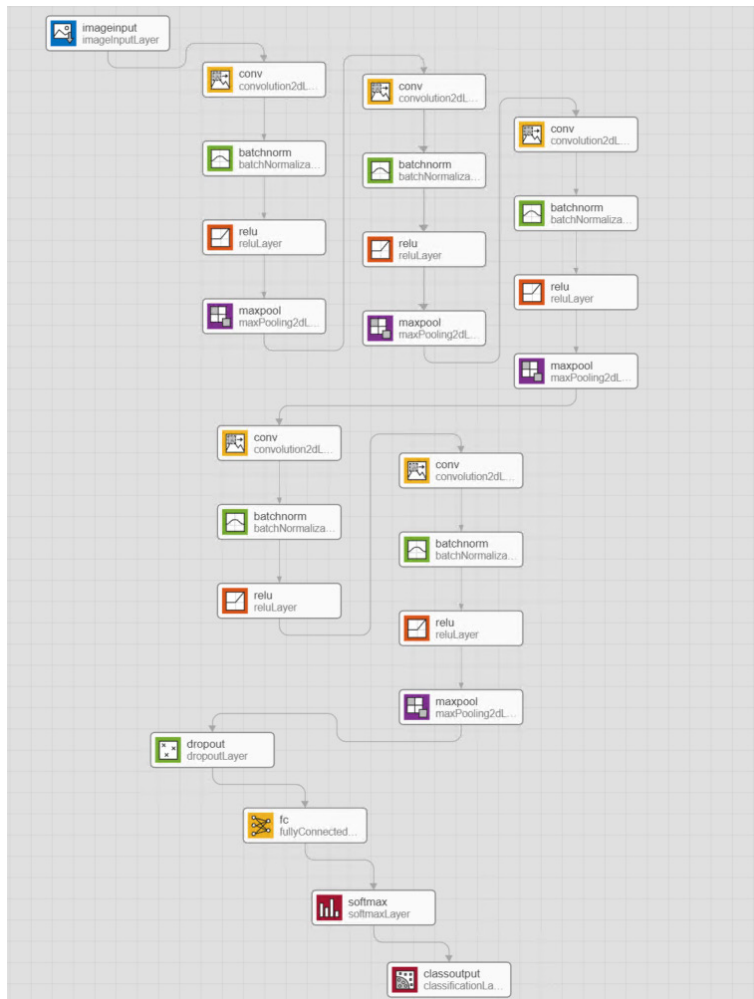 imageinput
imageInputLayer
conv
convolution2dL...
batchnorm
batchNormaliza...
relu
reluLayer
maxpool
maxPooling2dL...
conv
convolution2dL...
batchnorm
batchNormaliza...
relu
reluLayer
maxpool
maxPooling2dL...
conv
convolution2dL...
batchnorm
batchNormaliza...
relu
reluLayer
maxpool
maxPooling2dL...
conv
convolution2dL...
batchnorm
batchNormaliza...
relu
reluLayer
conv
convolution2dL...
batchnorm
batchNormaliza...
relu
reluLayer
maxpool
maxPooling2dL...
dropout
dropoutLayer
fc
fullyConnected...
softmax
softmaxLayer
classoutput
classificationLa...